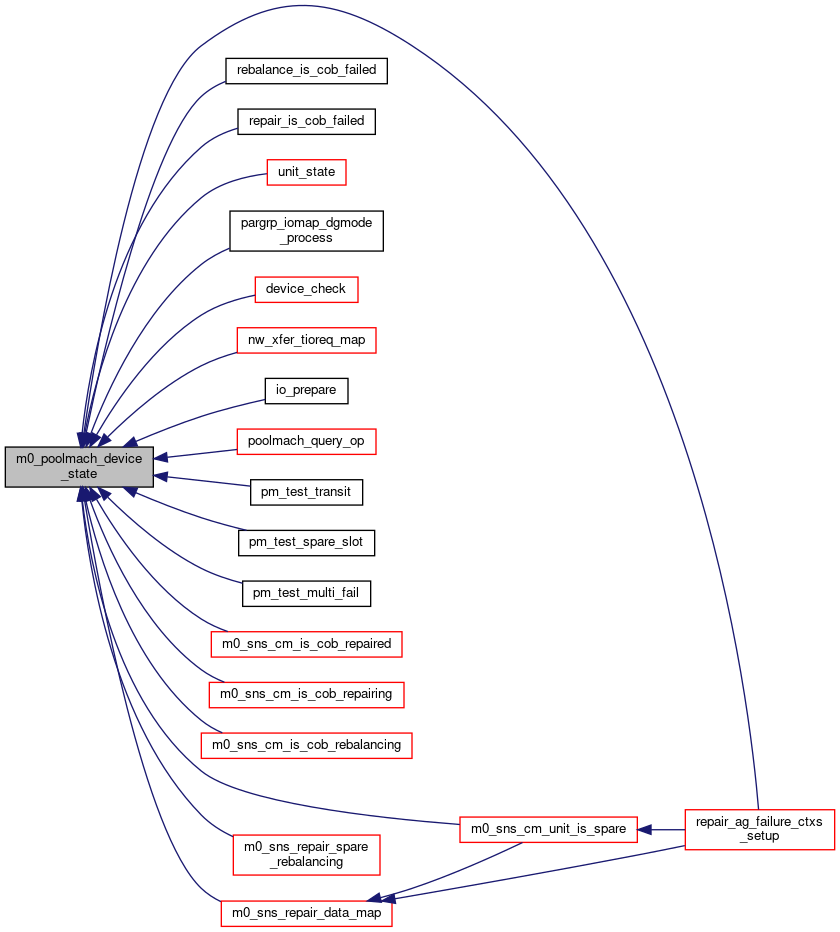 rebalance_is_cob_failed
repair_is_cob_failed
unit_state
pargrp_iomap_dgmode
_process
device_check
nw_xfer_tioreq_map
io_prepare
poolmach_query_op
m0_poolmach_device
_state
pm_test_transit
pm_test_spare_slot
pm_test_multi_fail
m0_sns_cm_is_cob_repaired
m0_sns_cm_is_cob_repairing
m0_sns_cm_is_cob_rebalancing
m0_sns_cm_unit_is_spare
repair_ag_failure_ctxs
_setup
m0_sns_repair_spare
_rebalancing
m0_sns_repair_data_map